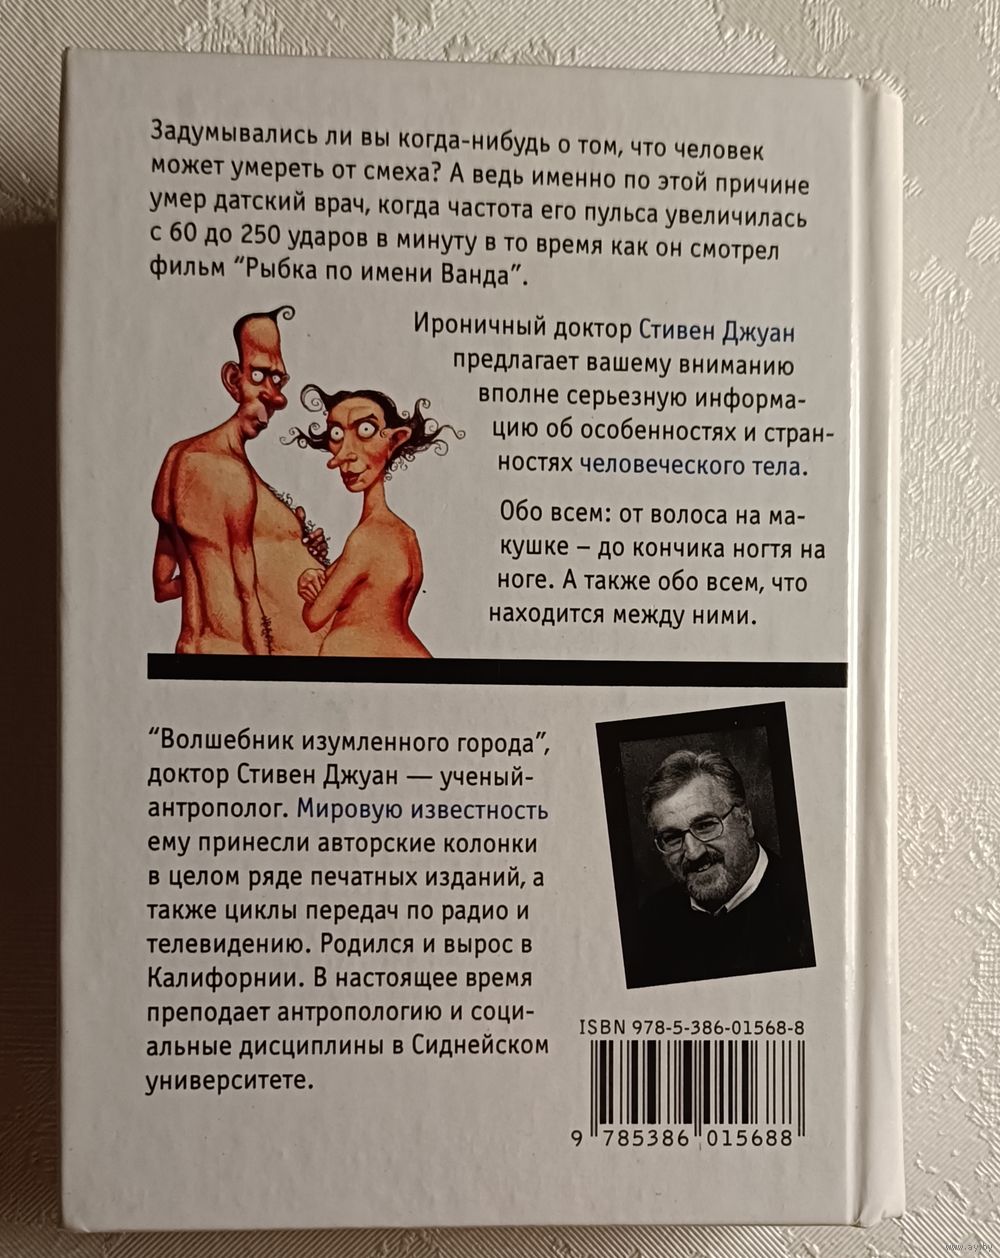 Задумывались ли вы когда-нибудь о том, что человек
может умереть от смеха? А ведь именно по этой причине
умер датский врач, когда частота его пульса увеличилась
с 60 до 250 ударов в минуту в то время как он смотрел
фильм “Рыбка по имени Ванда”.
Ироничный доктор Стивен Джуан
предлагает вашему вниманию
вполне серьезную информа-
цию об особенностях и стран-
ностях человеческого тела.
Обо всем: от волоса на ма-
кушке – до кончика ногтя на
ноге. А также обо всем, что
находится между ними.
“Волшебник изумленного города”,
доктор Стивен Джуан — ученый-
антрополог. Мировую известность
ему принесли авторские колонки
в целом ряде печатных изданий, а
также циклы передач по радио и
телевидению. Родился и вырос в
Калифорнии. В настоящее время
преподает антропологию и соци-
альные дисциплины в Сиднейском
университете.
ISBN 978-5-386-01568-8
9 785386 015688
www.ay.by